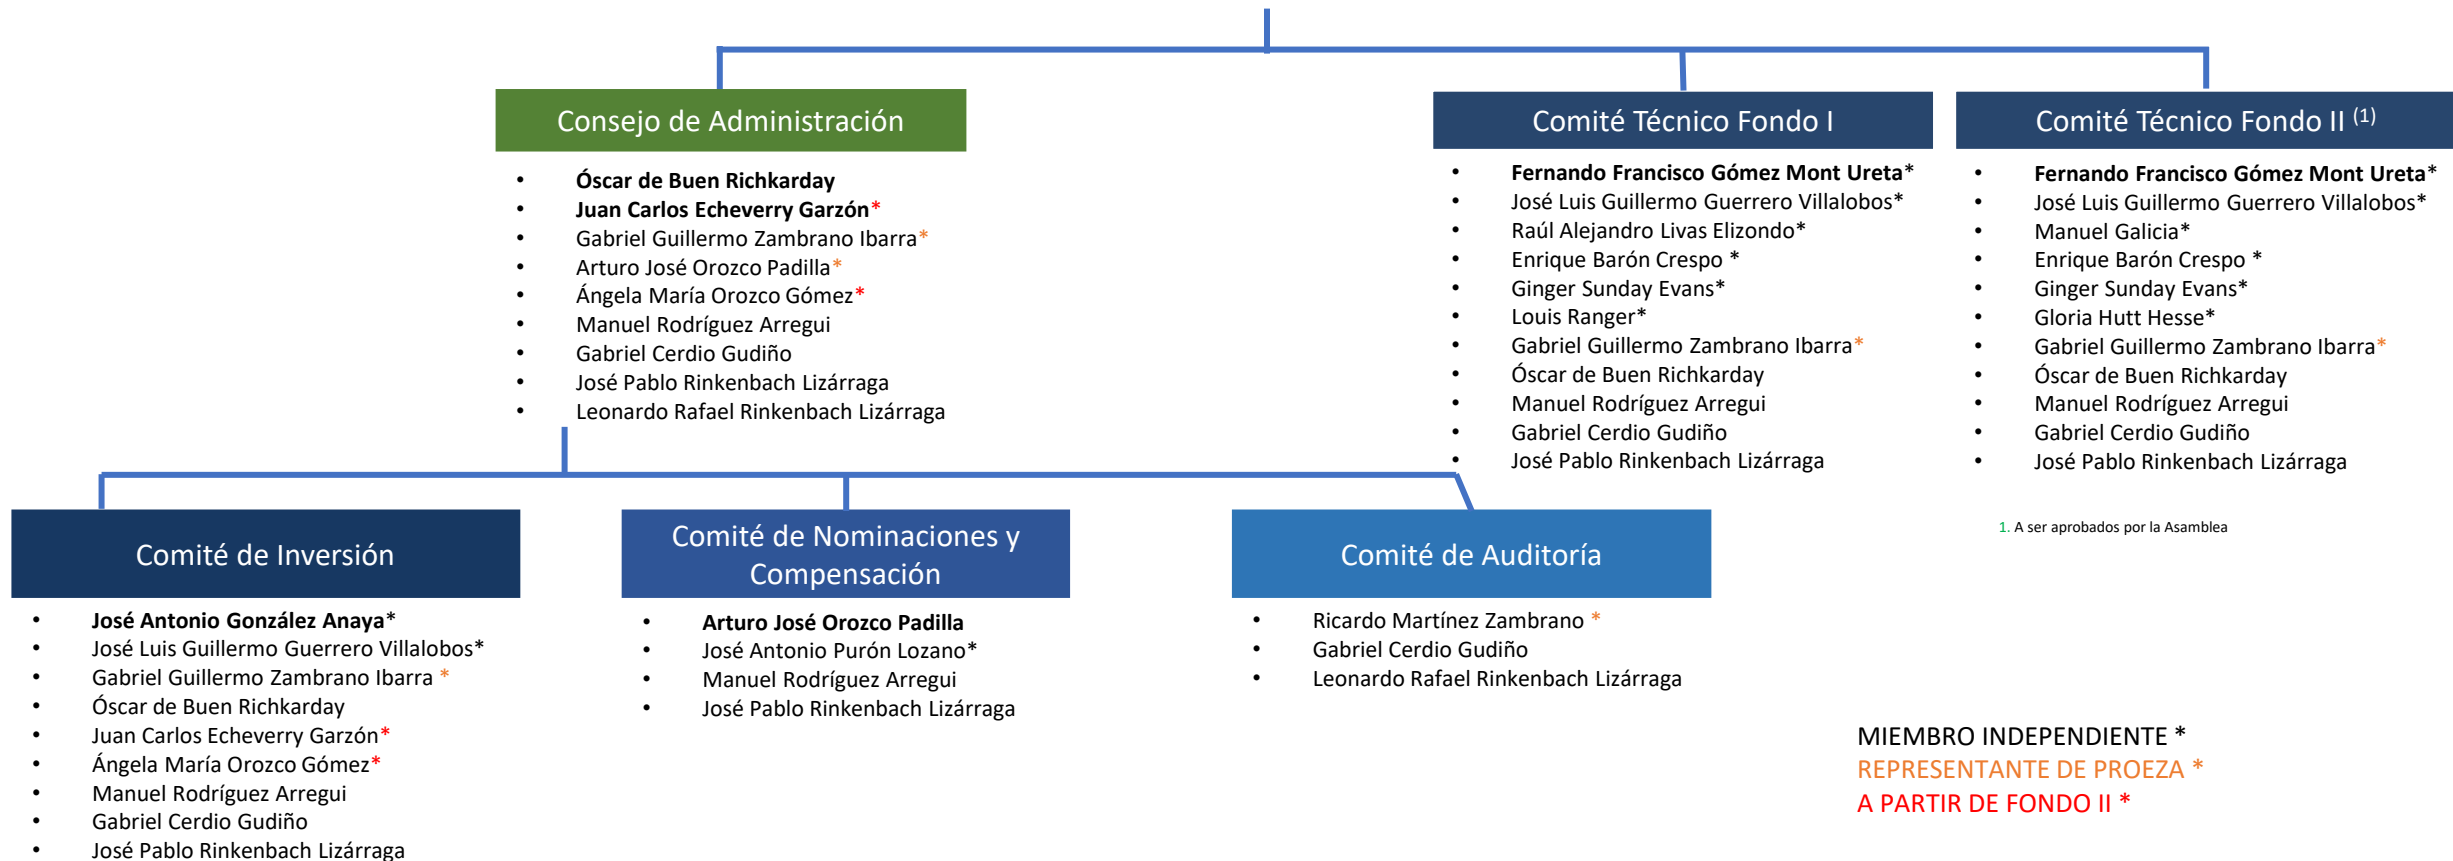 Consejo de Administración
• Óscar de Buen Richkarday
• Juan Carlos Echeverry Garzón*
• Gabriel Guillermo Zambrano Ibarra*
• Arturo José Orozco Padilla*
• Ángela María Orozco Gómez*
• Manuel Rodríguez Arregui
• Gabriel Cerdio Gudiño
• José Pablo Rinkenbach Lizárraga
• Leonardo Rafael Rinkenbach Lizárraga
Comité Técnico Fondo I
• Fernando Francisco Gómez Mont Ureta*
• José Luis Guillermo Guerrero Villalobos*
• Raúl Alejandro Livas Elizondo*
• Enrique Barón Crespo *
• Ginger Sunday Evans*
• Louis Ranger*
• Gabriel Guillermo Zambrano Ibarra*
• Óscar de Buen Richkarday
• Manuel Rodríguez Arregui
• Gabriel Cerdio Gudiño
• José Pablo Rinkenbach Lizárraga
Comité Técnico Fondo II (1)
• Fernando Francisco Gómez Mont Ureta*
• José Luis Guillermo Guerrero Villalobos*
• Manuel Galicia*
• Enrique Barón Crespo *
• Ginger Sunday Evans*
• Gloria Hutt Hesse*
• Gabriel Guillermo Zambrano Ibarra*
• Óscar de Buen Richkarday
• Manuel Rodríguez Arregui
• Gabriel Cerdio Gudiño
• José Pablo Rinkenbach Lizárraga
1. A ser aprobados por la Asamblea
Comité de Inversión
• José Antonio González Anaya*
• José Luis Guillermo Guerrero Villalobos*
• Gabriel Guillermo Zambrano Ibarra *
• Óscar de Buen Richkarday
• Juan Carlos Echeverry Garzón*
• Ángela María Orozco Gómez*
• Manuel Rodríguez Arregui
• Gabriel Cerdio Gudiño
• José Pablo Rinkenbach Lizárraga
Comité de Nominaciones y
Compensación
• Arturo José Orozco Padilla
• José Antonio Purón Lozano*
• Manuel Rodríguez Arregui
• José Pablo Rinkenbach Lizárraga
Comité de Auditoría
• Ricardo Martínez Zambrano *
• Gabriel Cerdio Gudiño
• Leonardo Rafael Rinkenbach Lizárraga
MIEMBRO INDEPENDIENTE *
REPRESENTANTE DE PROEZA *
A PARTIR DE FONDO II *